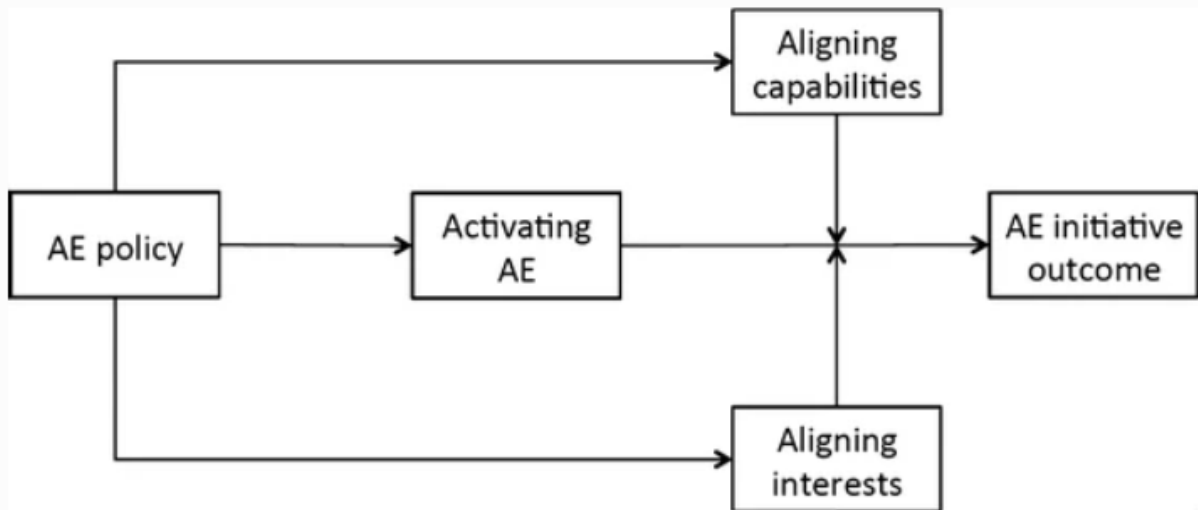 Aligning
capabilities
AE policy
Activating
AE
AE initiative
outcome
Aligning
interests